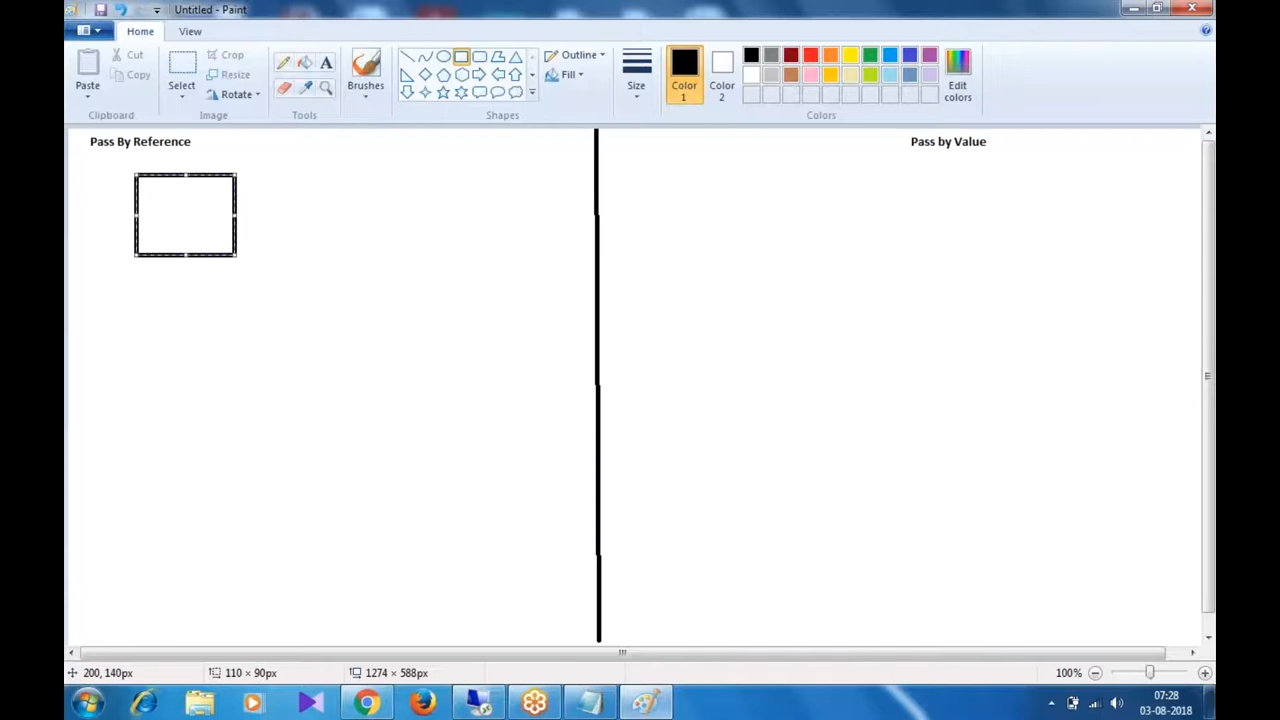 Untitled - Paint
Home
View
Paste
Cut
Copy
Clipboard
Select
Crop
Resize
Rotate
Image
Tools
Brushes
Shapes
Outline
Fill
Size
Color
1
Color
2
Edit
colors
Colors
Pass By Reference
Pass by Value
200, 140px
110 × 90px
1274 × 588px
100%
07:28
03-08-2018